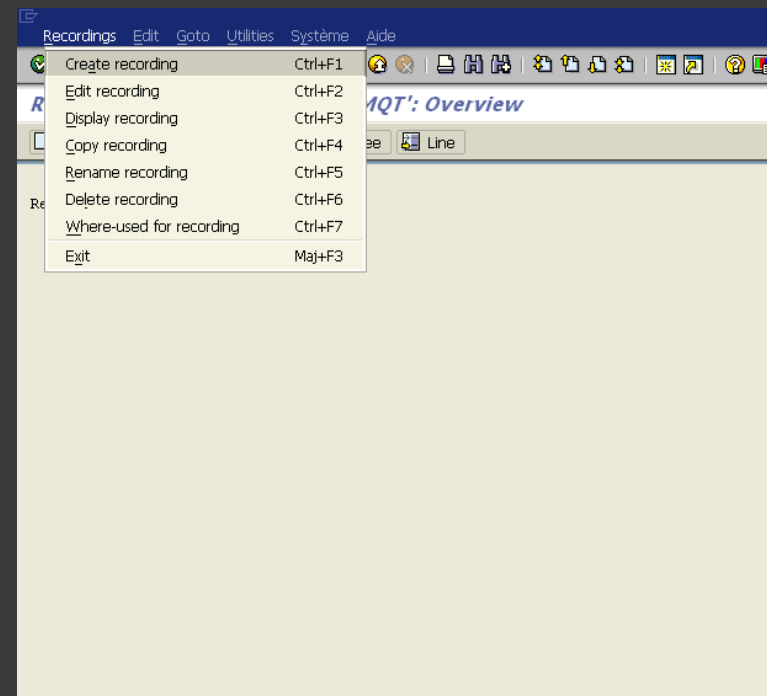 Recordings Edit Goto Utilities Système Aide
Create recording Ctrl+F1
Edit recording Ctrl+F2
Display recording Ctrl+F3
Copy recording Ctrl+F4
Rename recording Ctrl+F5
Delete recording Ctrl+F6
Where-used for recording Ctrl+F7
Exit Maj+F3
MQT': Overview
Line